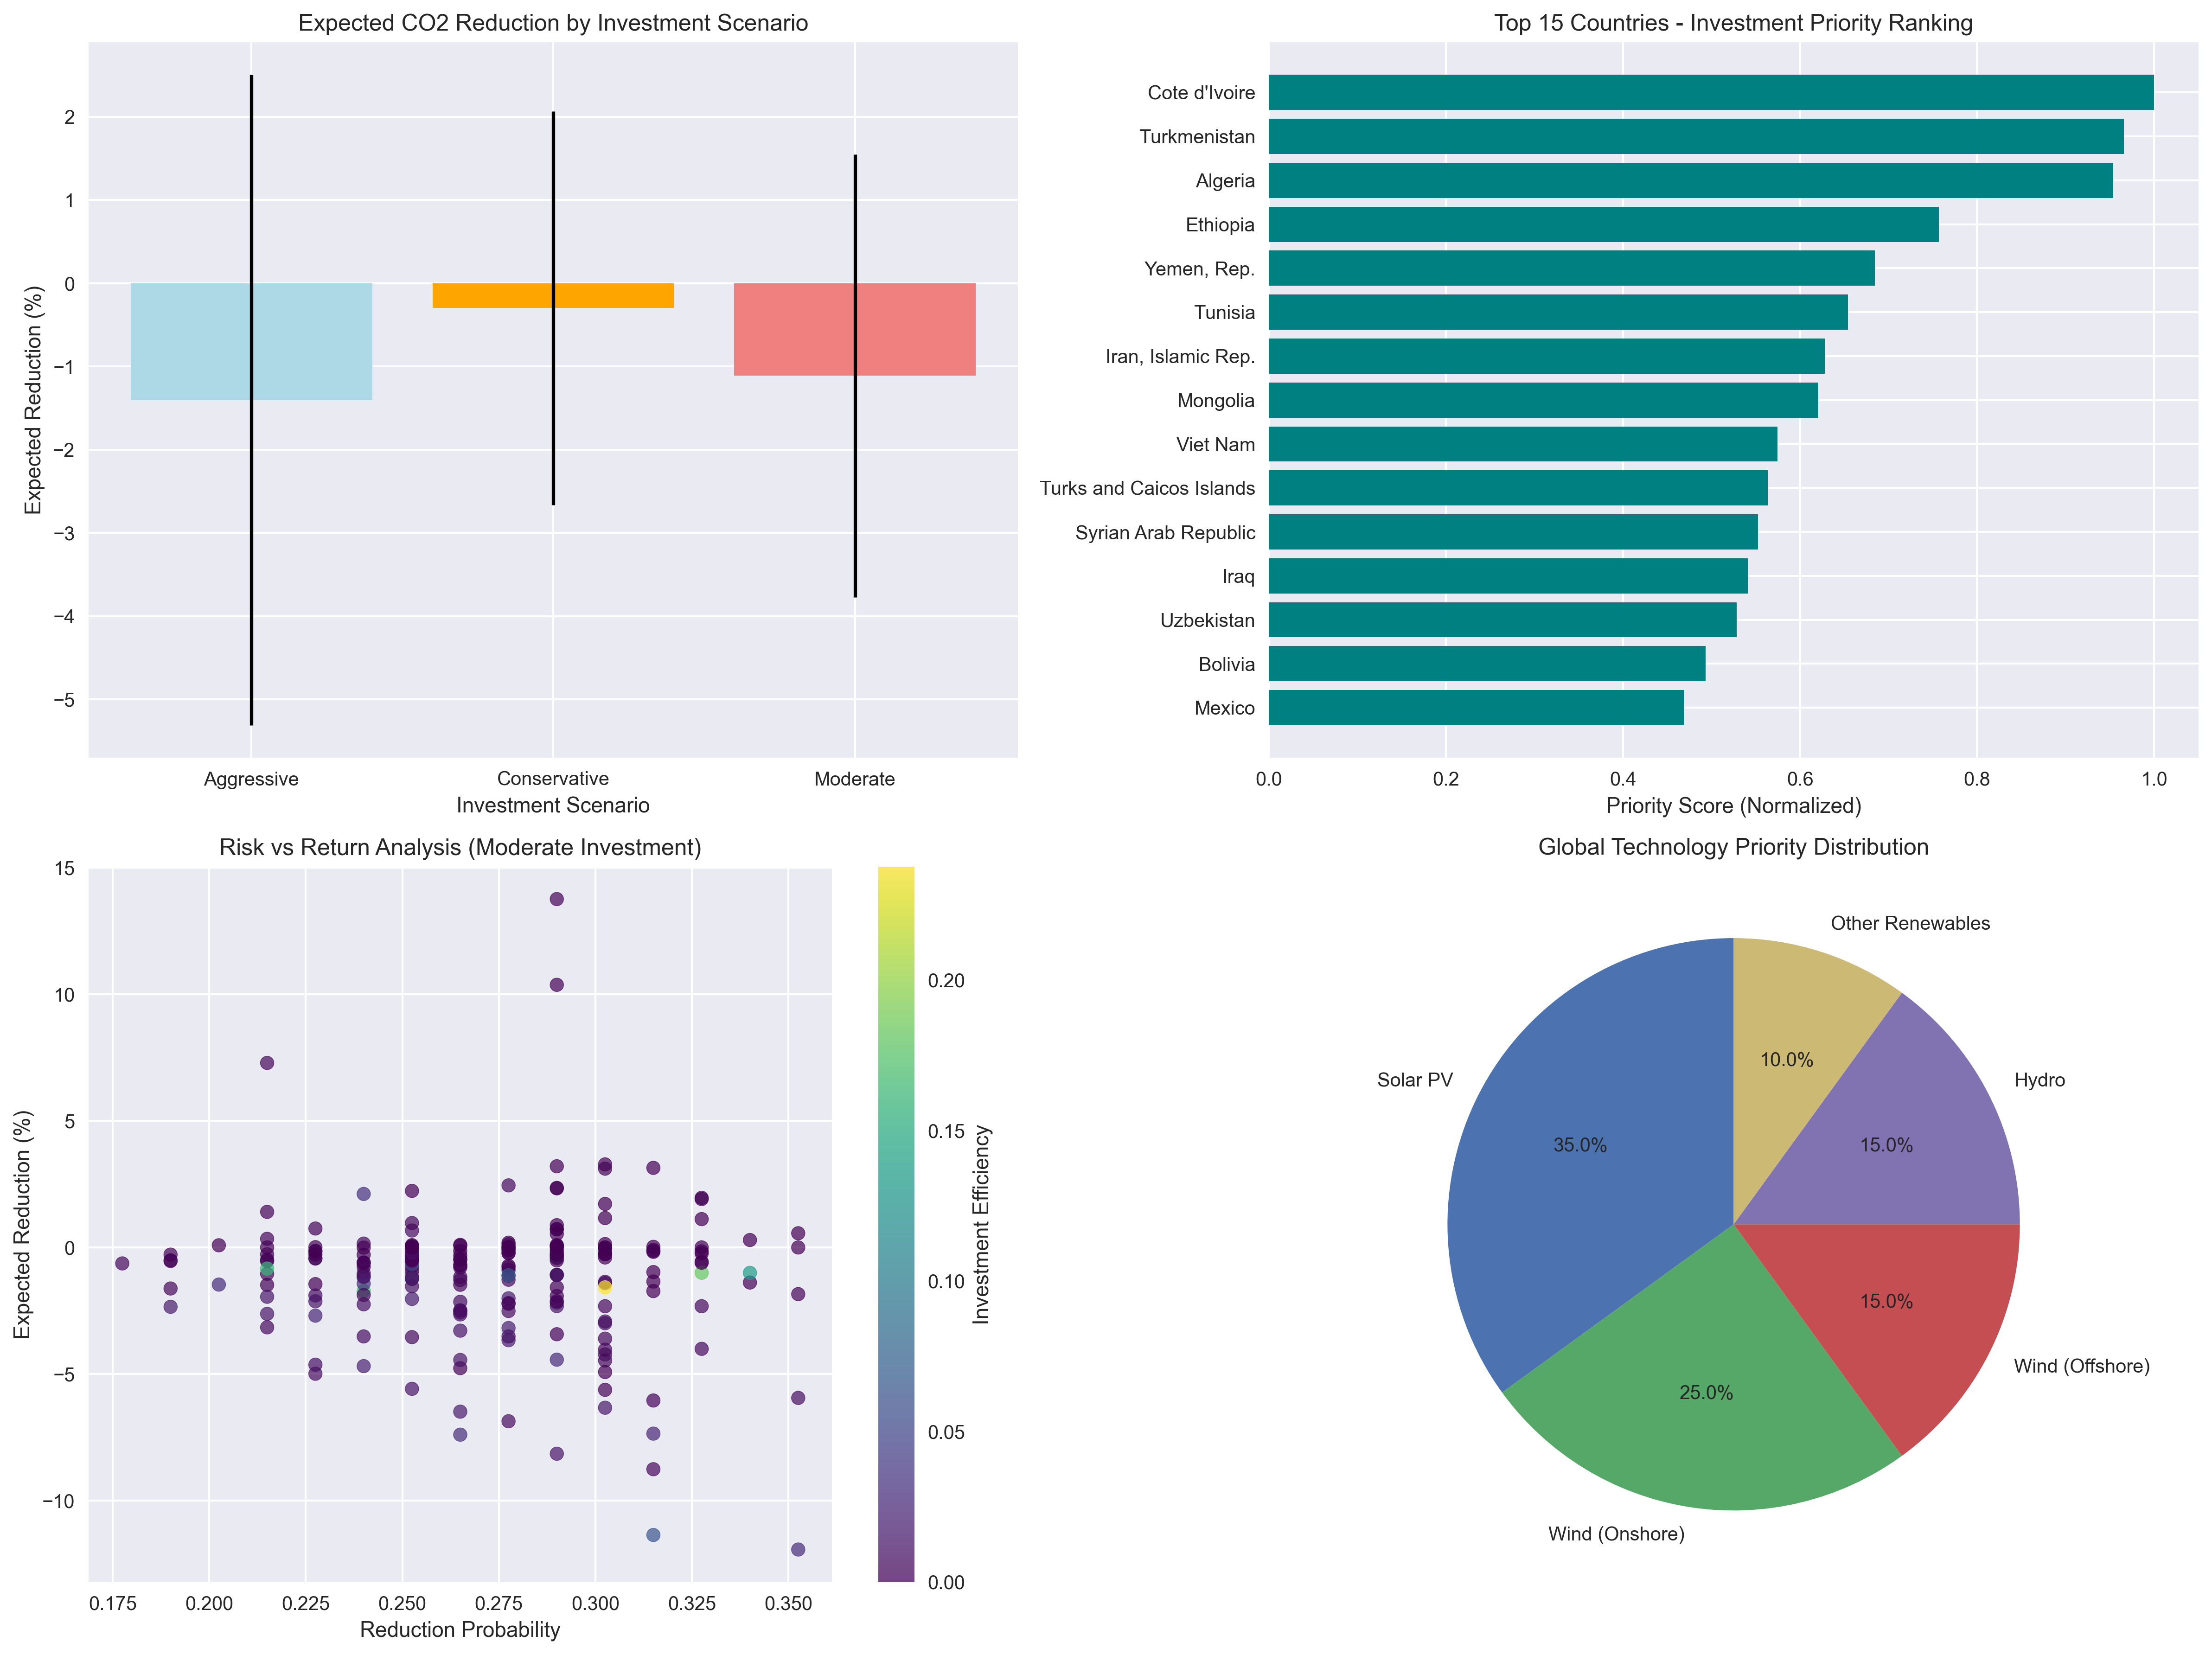 Expected CO2 Reduction by Investment Scenario
Expected Reduction (%)
2
1
0
−1
−2
−3
−4
−5
Aggressive
Conservative
Moderate
Investment Scenario
Top 15 Countries - Investment Priority Ranking
Cote d'Ivoire
Turkmenistan
Algeria
Ethiopia
Yemen, Rep.
Tunisia
Iran, Islamic Rep.
Mongolia
Viet Nam
Turks and Caicos Islands
Syrian Arab Republic
Iraq
Uzbekistan
Bolivia
Mexico
0.0
0.2
0.4
0.6
0.8
1.0
Priority Score (Normalized)
Risk vs Return Analysis (Moderate Investment)
Expected Reduction (%)
15
10
5
0
−5
−10
0.175
0.200
0.225
0.250
0.275
0.300
0.325
0.350
Reduction Probability
0.20
0.15
0.10
0.05
0.00
Investment Efficiency
Global Technology Priority Distribution
Other Renewables
Solar PV
Hydro
10.0%
35.0%
15.0%
15.0%
25.0%
Wind (Offshore)
Wind (Onshore)